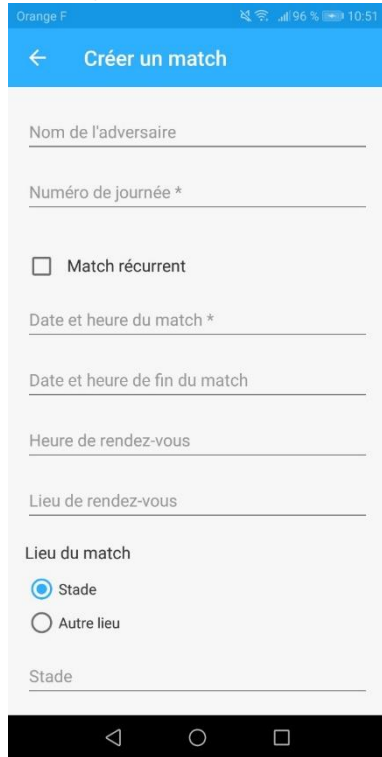 Orange F 96 % 10:51
Créer un match
Nom de l'adversaire
Numéro de journée *
Match récurrent
Date et heure du match *
Date et heure de fin du match
Heure de rendez-vous
Lieu de rendez-vous
Lieu du match
Stade
Autre lieu
Stade